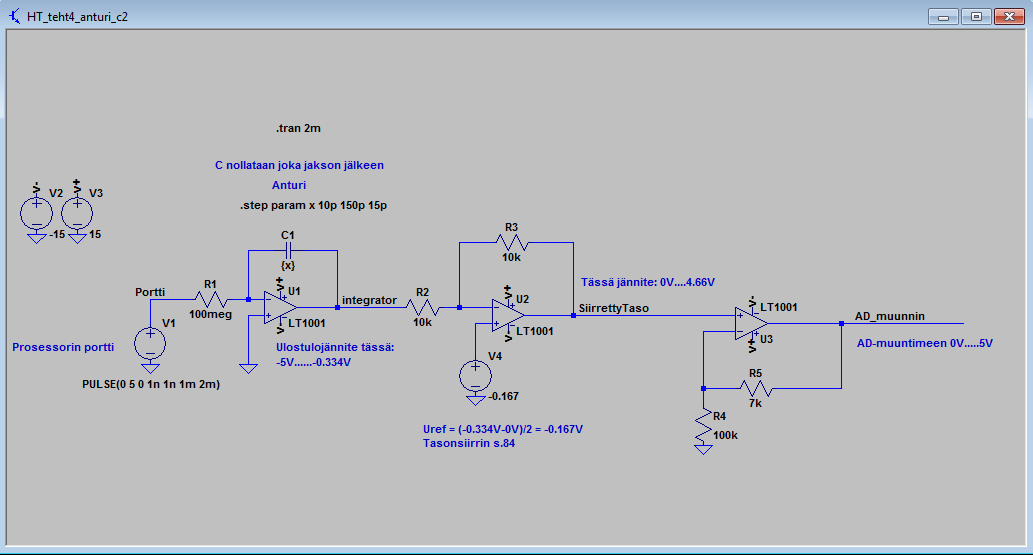 HT_teht4_anturi_c2
.tran 2m
C nollataan joka jakson jälkeen
Anturi
.step param x 10p 150p 15p
V-
V2
-15
V+
V3
15
C1
{x}
Portti
R1
100meg
V+
U1
LT1001
V-
integrator
Prosessorin portti
V1
PULSE(0 5 0 1n 1n 1m 2m)
Ulostulojännite tässä:
-5V......-0.334V
R2
10k
R3
10k
V+
U2
LT1001
V-
V4
-0.167
Uref = (-0.334V-0V)/2 = -0.167V
Tasonsiirrin s.84
Tässä jännite: 0V....4.66V
SiirrettyTaso
V-
LT1001
U3
V+
R5
7k
R4
100k
AD_muunnin
AD-muuntimeen 0V.....5V